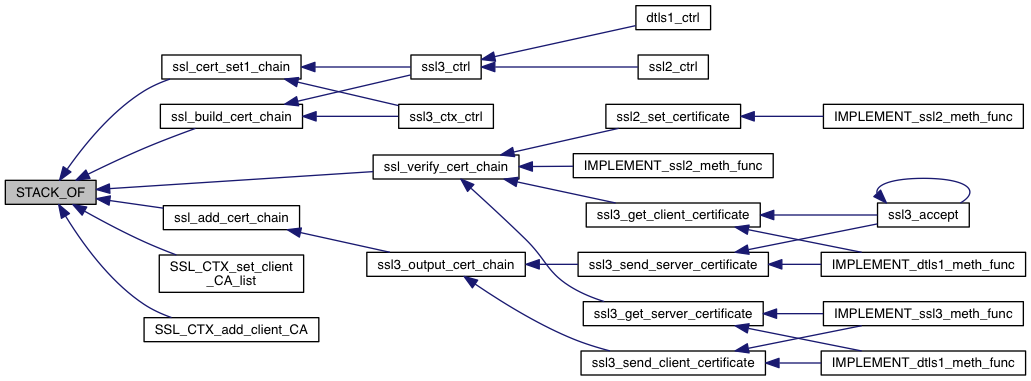 dtls1_ctrl
ssl_cert_set1_chain
ssl3_ctrl
ssl2_ctrl
ssl_build_cert_chain
ssl3_ctx_ctrl
ssl2_set_certificate
IMPLEMENT_ssl2_meth_func
ssl_verify_cert_chain
IMPLEMENT_ssl2_meth_func
STACK_OF
ssl_add_cert_chain
ssl3_get_client_certificate
ssl3_accept
SSL_CTX_set_client
_CA_list
ssl3_output_cert_chain
ssl3_send_server_certificate
IMPLEMENT_dtls1_meth_func
SSL_CTX_add_client_CA
ssl3_get_server_certificate
IMPLEMENT_ssl3_meth_func
ssl3_send_client_certificate
IMPLEMENT_dtls1_meth_func